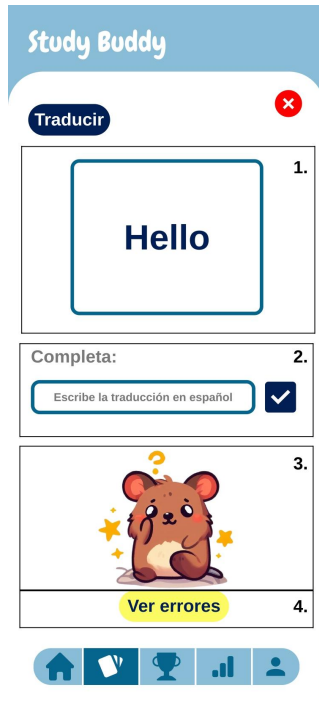 Study Buddy
Traducir
1.
Hello
Completa:
2.
Escribe la traducción en español
3.
?
Ver errores
4.